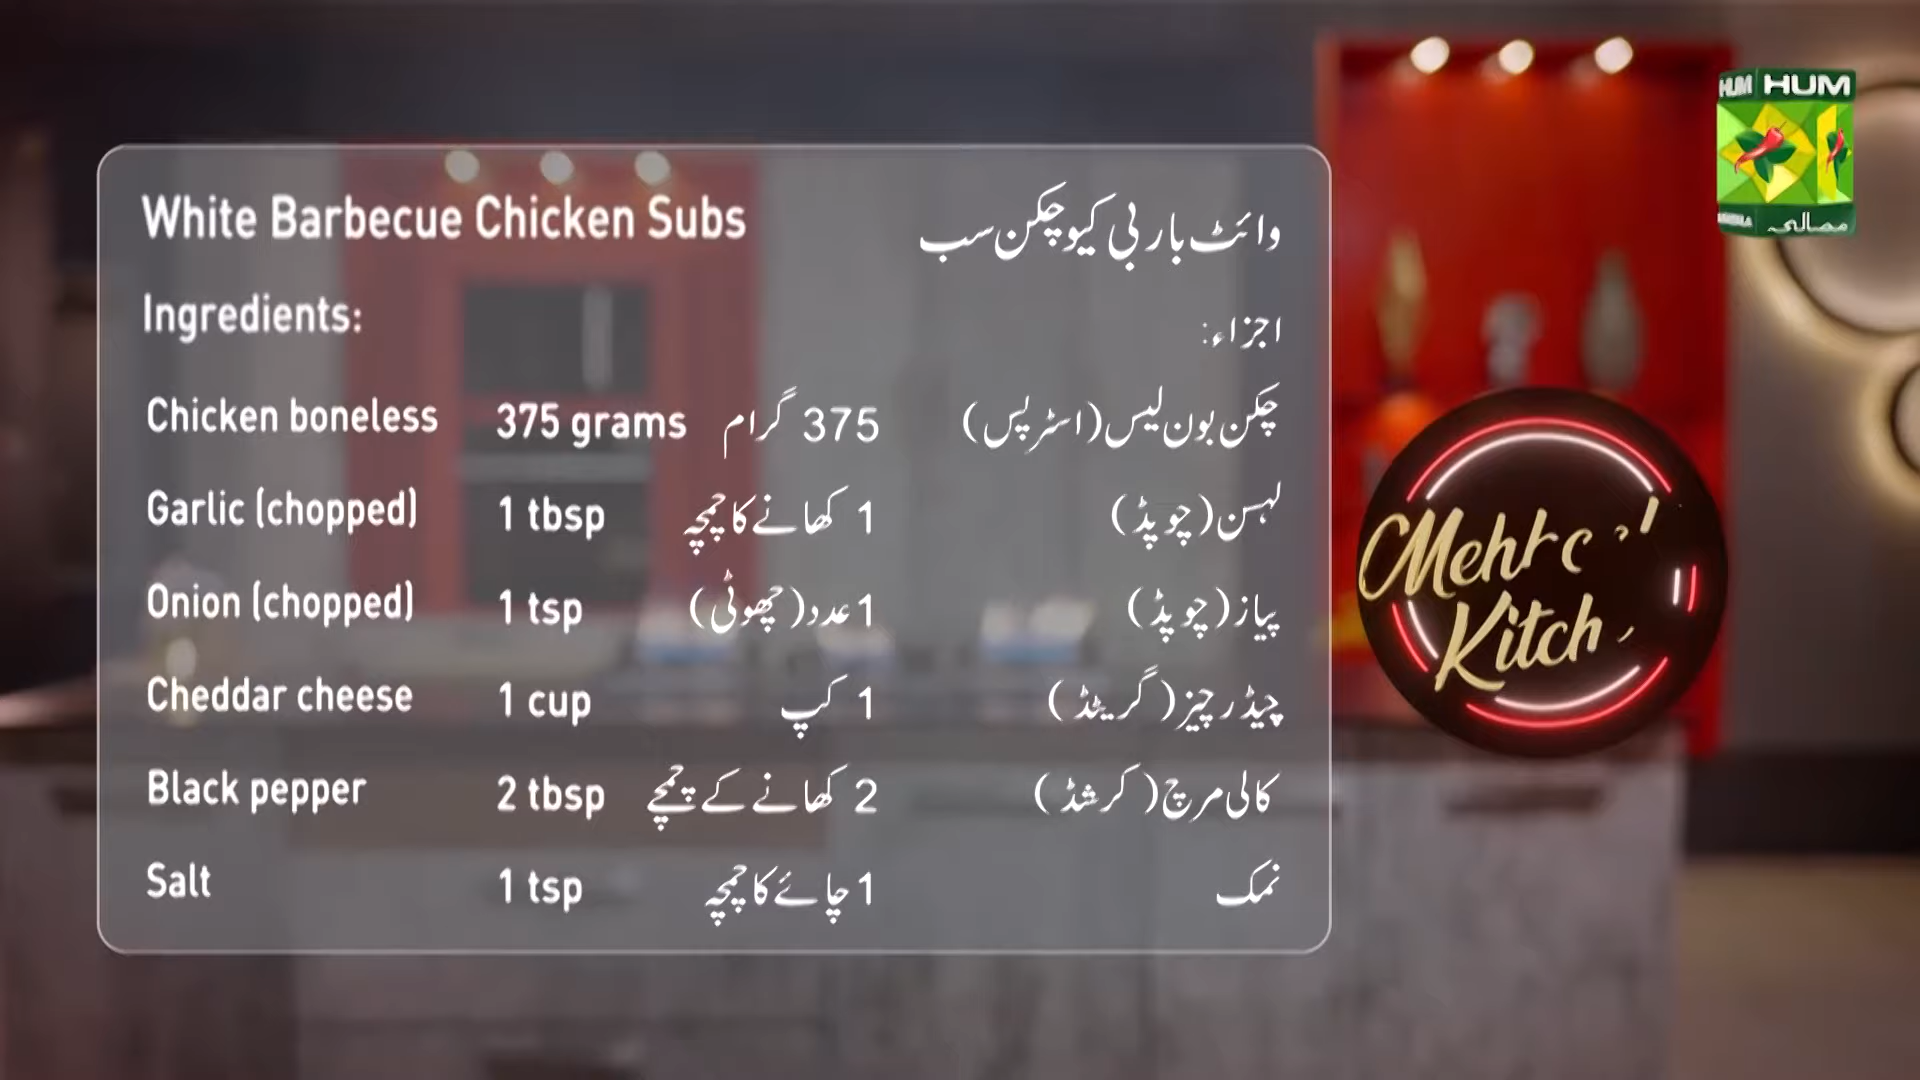 White Barbecue Chicken Subs وائٹ باربی کیو چکن سب
Ingredients: اجزاء:
Chicken boneless 375 grams 375 گرام چکن بون لیس (اسٹرپس)
Garlic (chopped) 1 tbsp 1 کھانے کا چمچہ لہسن (چوپڈ)
Onion (chopped) 1 tsp 1 عدد (چھوٹی) پیاز (چوپڈ)
Cheddar cheese 1 cup 1 کپ چیڈر چیز (گریٹڈ)
Black pepper 2 tbsp 2 کھانے کے چمچے کالی مرچ (کرشڈ)
Salt 1 tsp 1 چائے کا چمچہ نمک
HUM HUM
مصالحہ